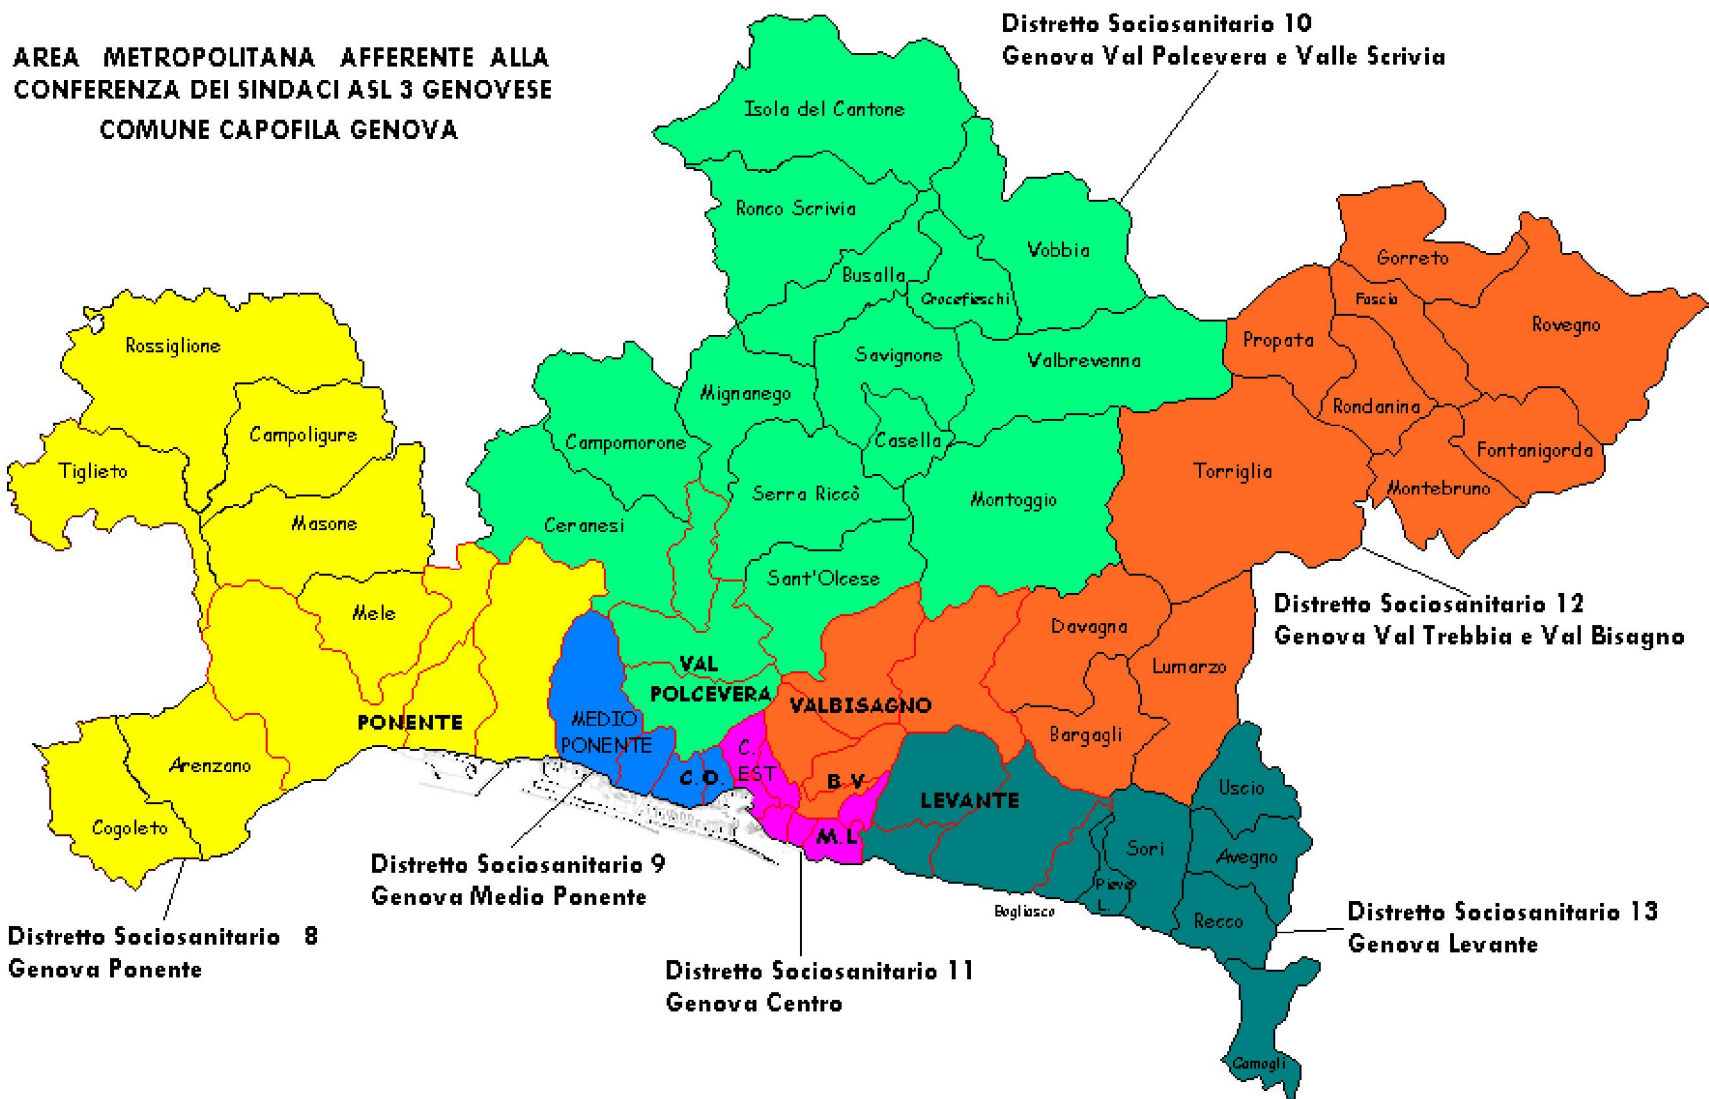 AREA METROPOLITANA AFFERENTE ALLA
CONFERENZA DEI SINDACI ASL 3 GENOVESE
COMUNE CAPOFILA GENOVA
Distretto Sociosanitario 10
Genova Val Polcevera e Valle Scrivia
Isola del Cantone
Ronco Scrivia
Vobbia
Busalla
Crocefieschi
Gorreto
Fascia
Rovegno
Propata
Rossiglione
Savignone
Valbrevenna
Mignanego
Rondanina
Campoligure
Campomorone
Casella
Fontanigorda
Tiglieto
Torriglia
Montebruno
Serra Riccò
Montoggio
Masone
Ceranesi
Sant'Olcese
Mele
Davagna
Distretto Sociosanitario 12
Genova Val Trebbia e Val Bisagno
Lumarzo
VAL
POLCEVERA
VALBISAGNO
PONENTE
MEDIO
PONENTE
Bargagli
C.
EST
Arenzano
C.O.
B.V.
LEVANTE
Uscio
Cogoleto
M.L.
Sori
Avegno
Distretto Sociosanitario 9
Genova Medio Ponente
Pieve
L.
Bogliasco
Recco
Distretto Sociosanitario 13
Genova Levante
Distretto Sociosanitario 8
Genova Ponente
Distretto Sociosanitario 11
Genova Centro
Camogli